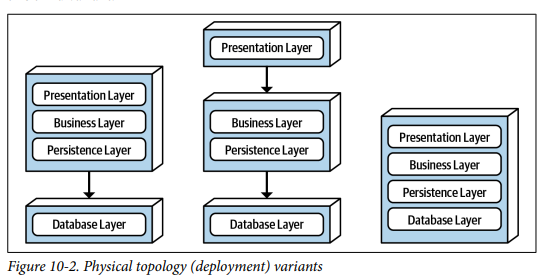 Presentation Layer
Business Layer
Persistence Layer
Database Layer
Presentation Layer
Business Layer
Persistence Layer
Database Layer
Presentation Layer
Business Layer
Persistence Layer
Database Layer
Figure 10-2. Physical topology (deployment) variants